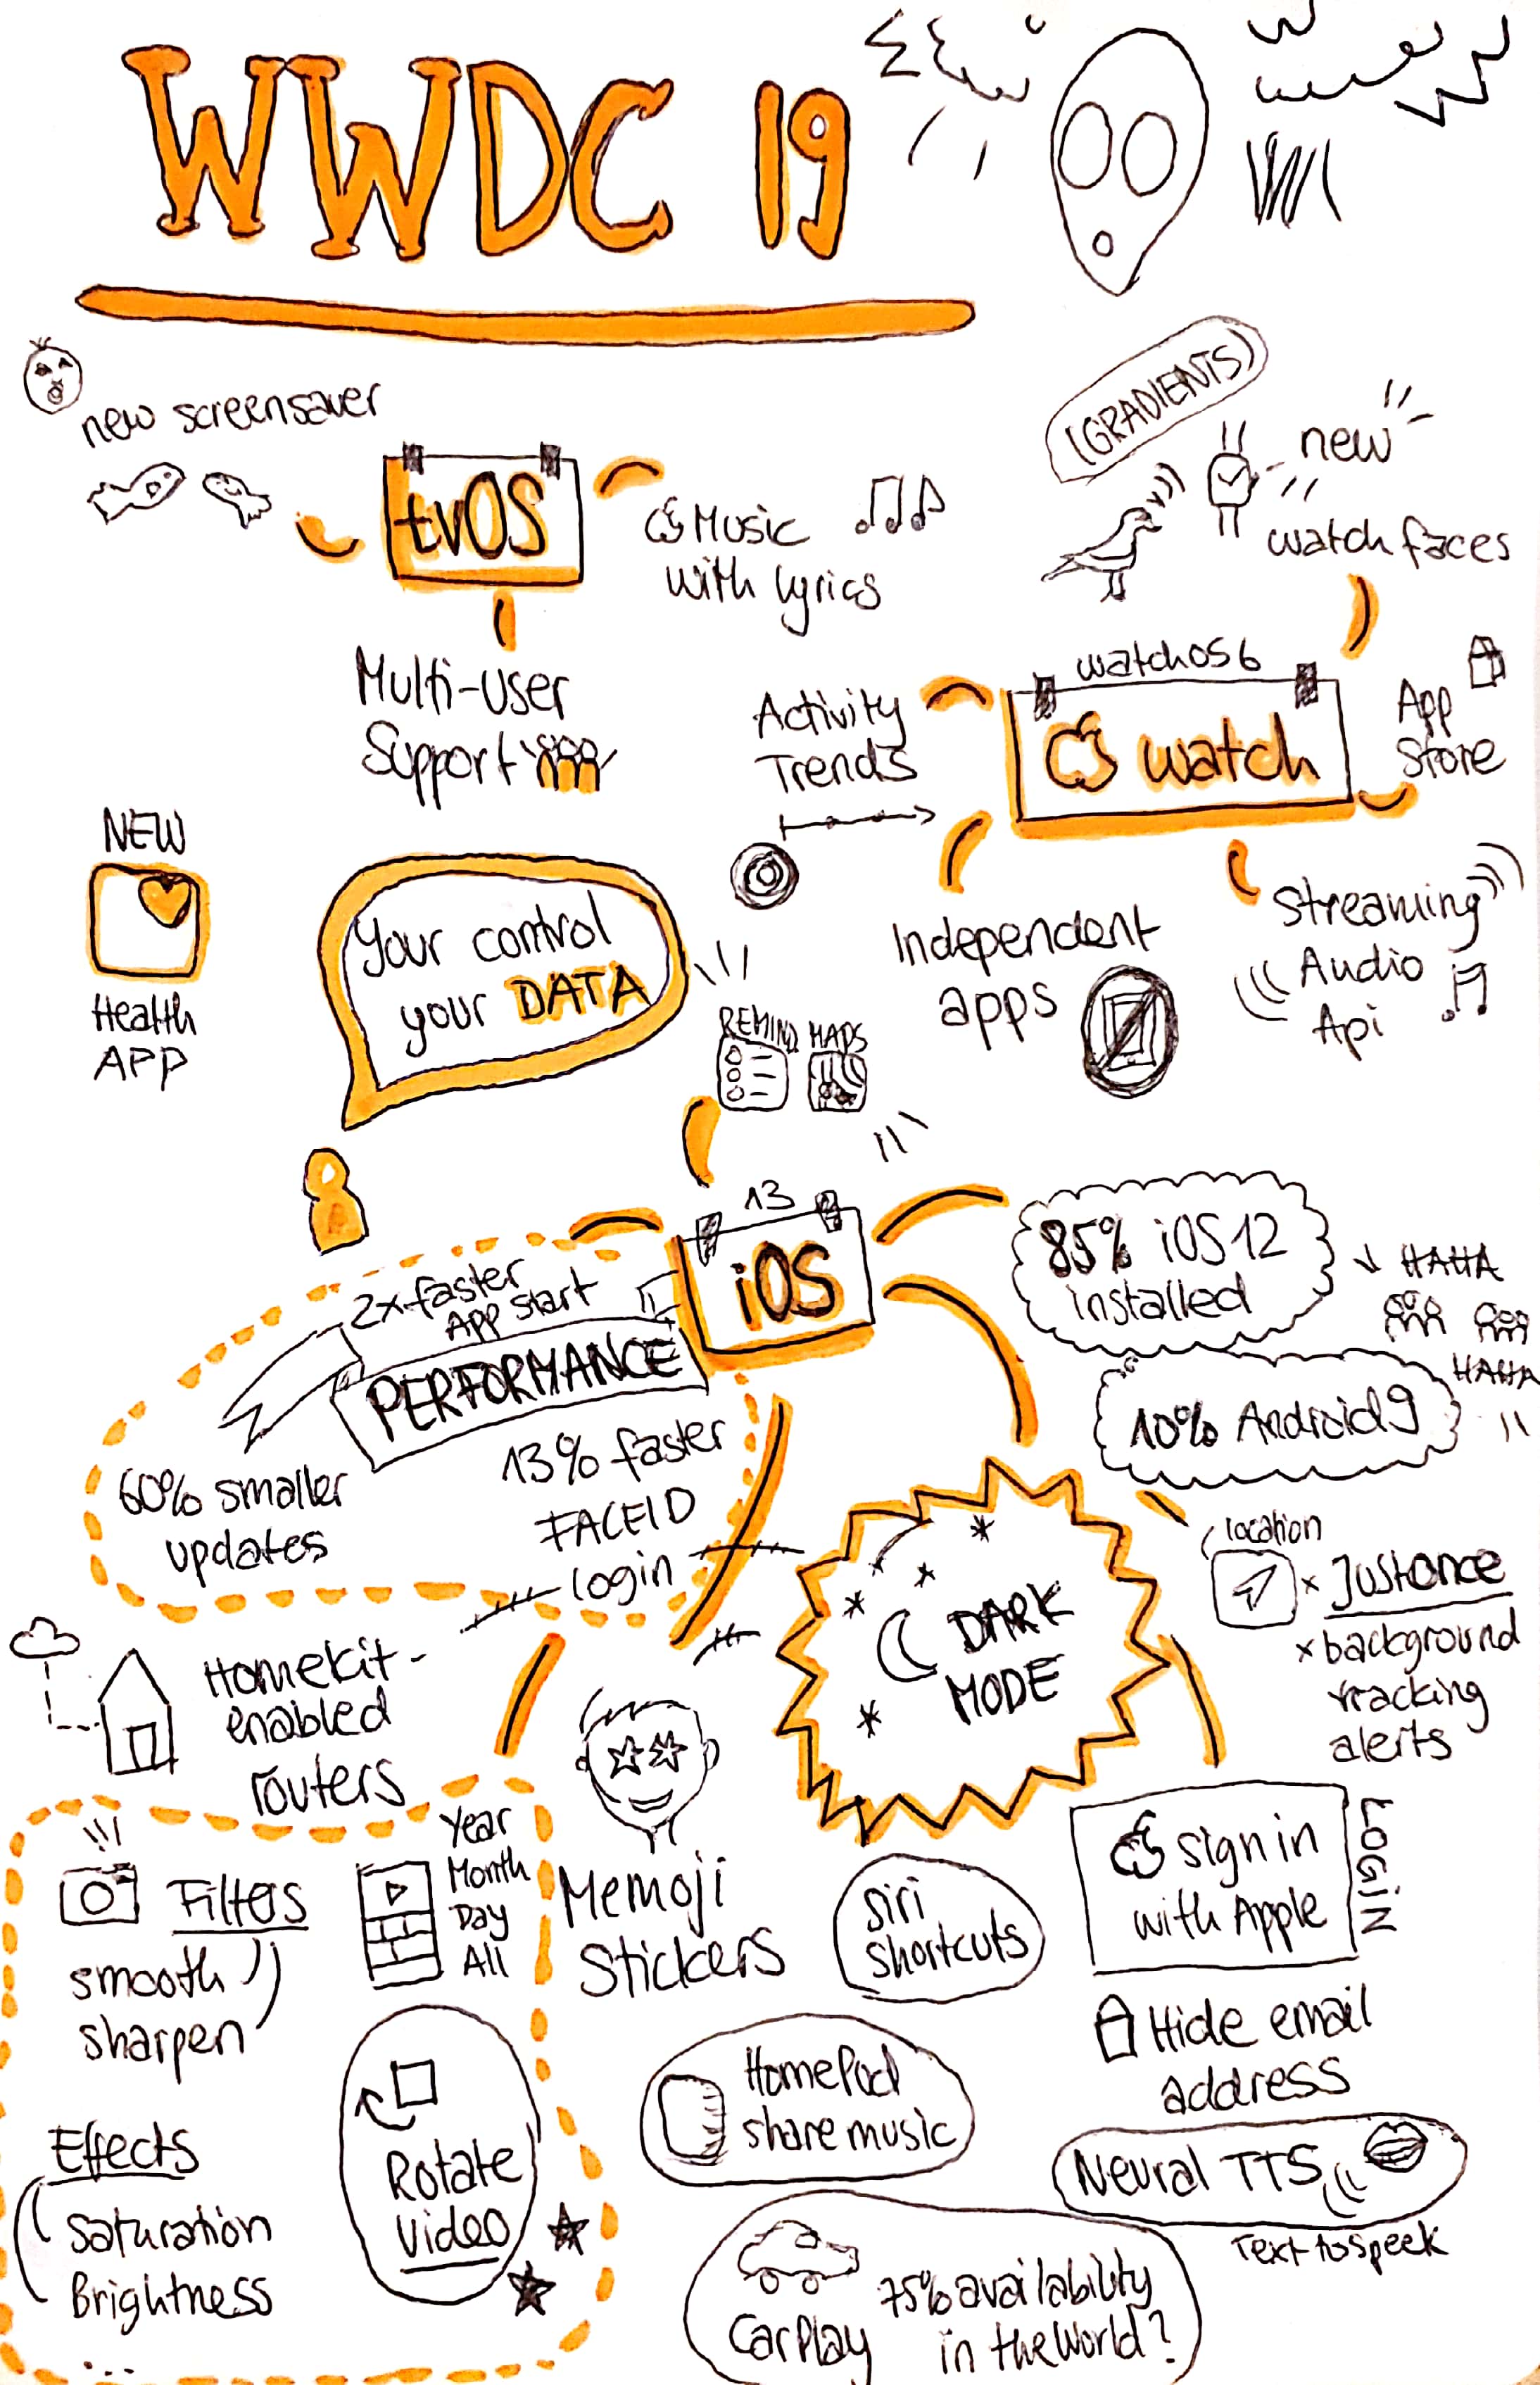 WWDC 19
new screensaver
tvOS
Music
with lyrics
Multi-User
Support
(GRADIENTS)
new
watch faces
watchOS 6
watch
App
Store
Activity
Trends
Independent
apps
Streaming
Audio
Api
NEW
Health
APP
Your control
your DATA
REMIND
MAPS
13
iOS
85% iOS 12
installed
HAHA
HAHA
10% Android 9
2x faster
APP start
PERFORMANCE
60% smaller
updates
13% faster
FACEID
login
DARK
MODE
location
x Just once
x background
tracking
alerts
Homekit-
enabled
routers
Filters
smooth
sharpen
Year
Month
Day
All
Effects
Saturation
Brightness
Rotate
video
...
Memoji
Stickers
Siri
Shortcuts
Sign in
with Apple
LOGIN
Hide email
address
HomePod
share music
Neural TTS
Text to speek
CarPlay
75% availability
in the World?